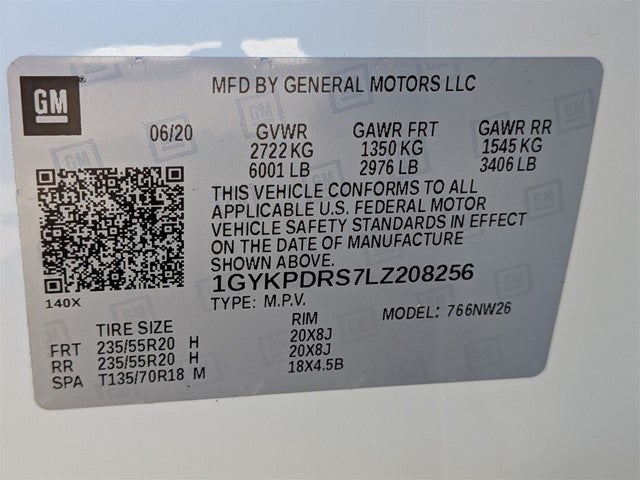 GM
MFD BY GENERAL MOTORS LLC
06/20 GVWR GAWR FRT GAWR RR
2722 KG 1350 KG 1545 KG
6001 LB 2976 LB 3406 LB
THIS VEHICLE CONFORMS TO ALL
APPLICABLE U.S. FEDERAL MOTOR
VEHICLE SAFETY STANDARDS IN EFFECT
ON THE DATE OF MANUFACTURE
SHOWN ABOVE.
1GYKPDRS7LZ208256
140X
TYPE: M.P.V. MODEL: 766NW26
TIRE SIZE RIM
FRT 235/55R20 H 20X8J
RR 235/55R20 H 20X8J
SPA T135/70R18 M 18X4.5B